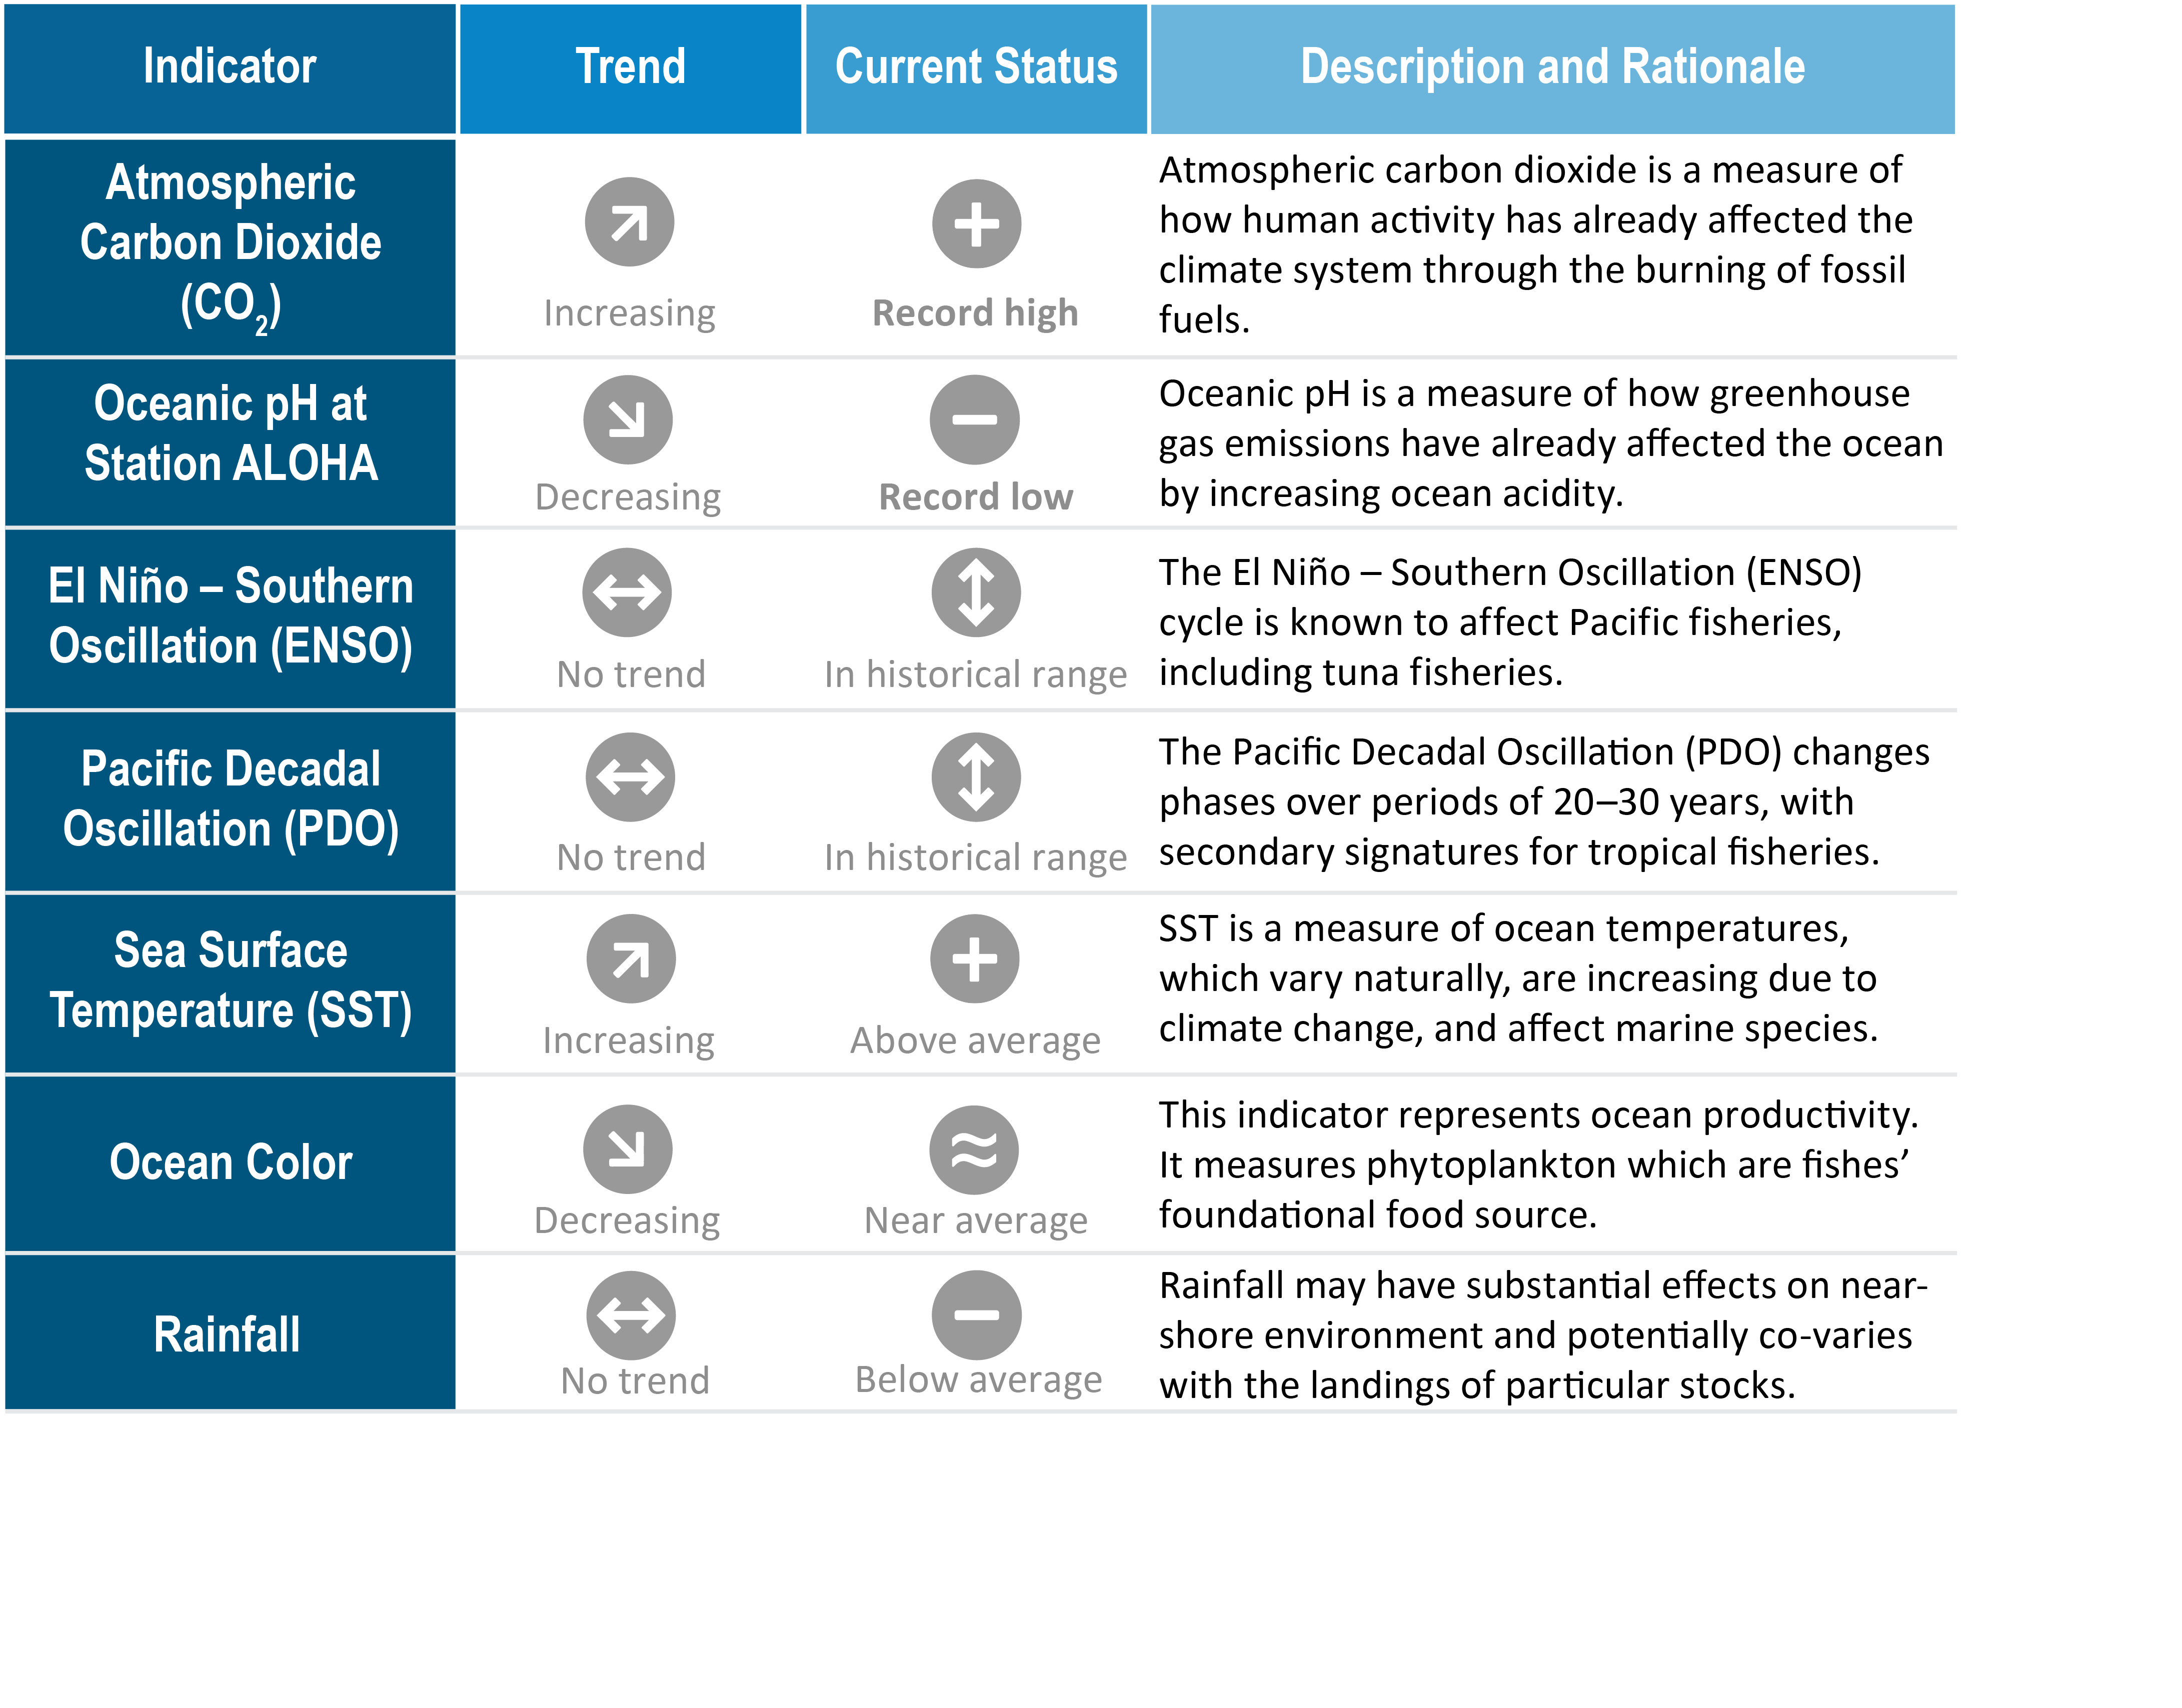 Indicator
Trend
Current Status
Description and Rationale
Atmospheric
Carbon Dioxide
(CO₂)
Increasing
Record high
Atmospheric carbon dioxide is a measure of
how human activity has already affected the
climate system through the burning of fossil
fuels.
Oceanic pH at
Station ALOHA
Decreasing
Record low
Oceanic pH is a measure of how greenhouse
gas emissions have already affected the ocean
by increasing ocean acidity.
El Niño – Southern
Oscillation (ENSO)
No trend
In historical range
The El Niño – Southern Oscillation (ENSO)
cycle is known to affect Pacific fisheries,
including tuna fisheries.
Pacific Decadal
Oscillation (PDO)
No trend
In historical range
The Pacific Decadal Oscillation (PDO) changes
phases over periods of 20–30 years, with
secondary signatures for tropical fisheries.
Sea Surface
Temperature (SST)
Increasing
Above average
SST is a measure of ocean temperatures,
which vary naturally, are increasing due to
climate change, and affect marine species.
Ocean Color
Decreasing
Near average
This indicator represents ocean productivity.
It measures phytoplankton which are fishes’
foundational food source.
Rainfall
No trend
Below average
Rainfall may have substantial effects on near-
shore environment and potentially co-varies
with the landings of particular stocks.